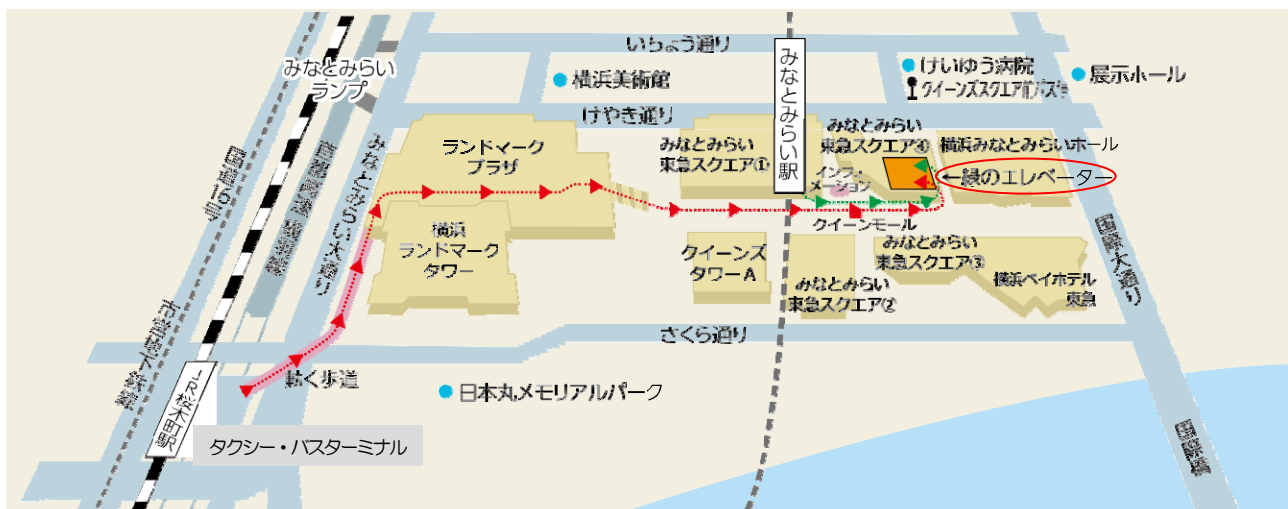 いちょう通り
みなとみらい
ランプ
横浜美術館
けいゆう病院
クイーンズスクエア前バス停
展示ホール
けやき通り
みなとみらい駅
国道16号
みなとみらい大通り
ランドマーク
プラザ
みなとみらい
東急スクエア①
みなとみらい
東急スクエア④
横浜みなとみらいホール
インフォ
メーション
←緑のエレベーター
クイーンモール
横浜
ランドマーク
タワー
クイーンズ
タワーA
みなとみらい
東急スクエア②
みなとみらい
東急スクエア③
横浜ベイホテル
東急
国際大通り
さくら通り
動く歩道
市営地下鉄線
JR桜木町駅
日本丸メモリアルパーク
タクシー・バスターミナル
国際橋